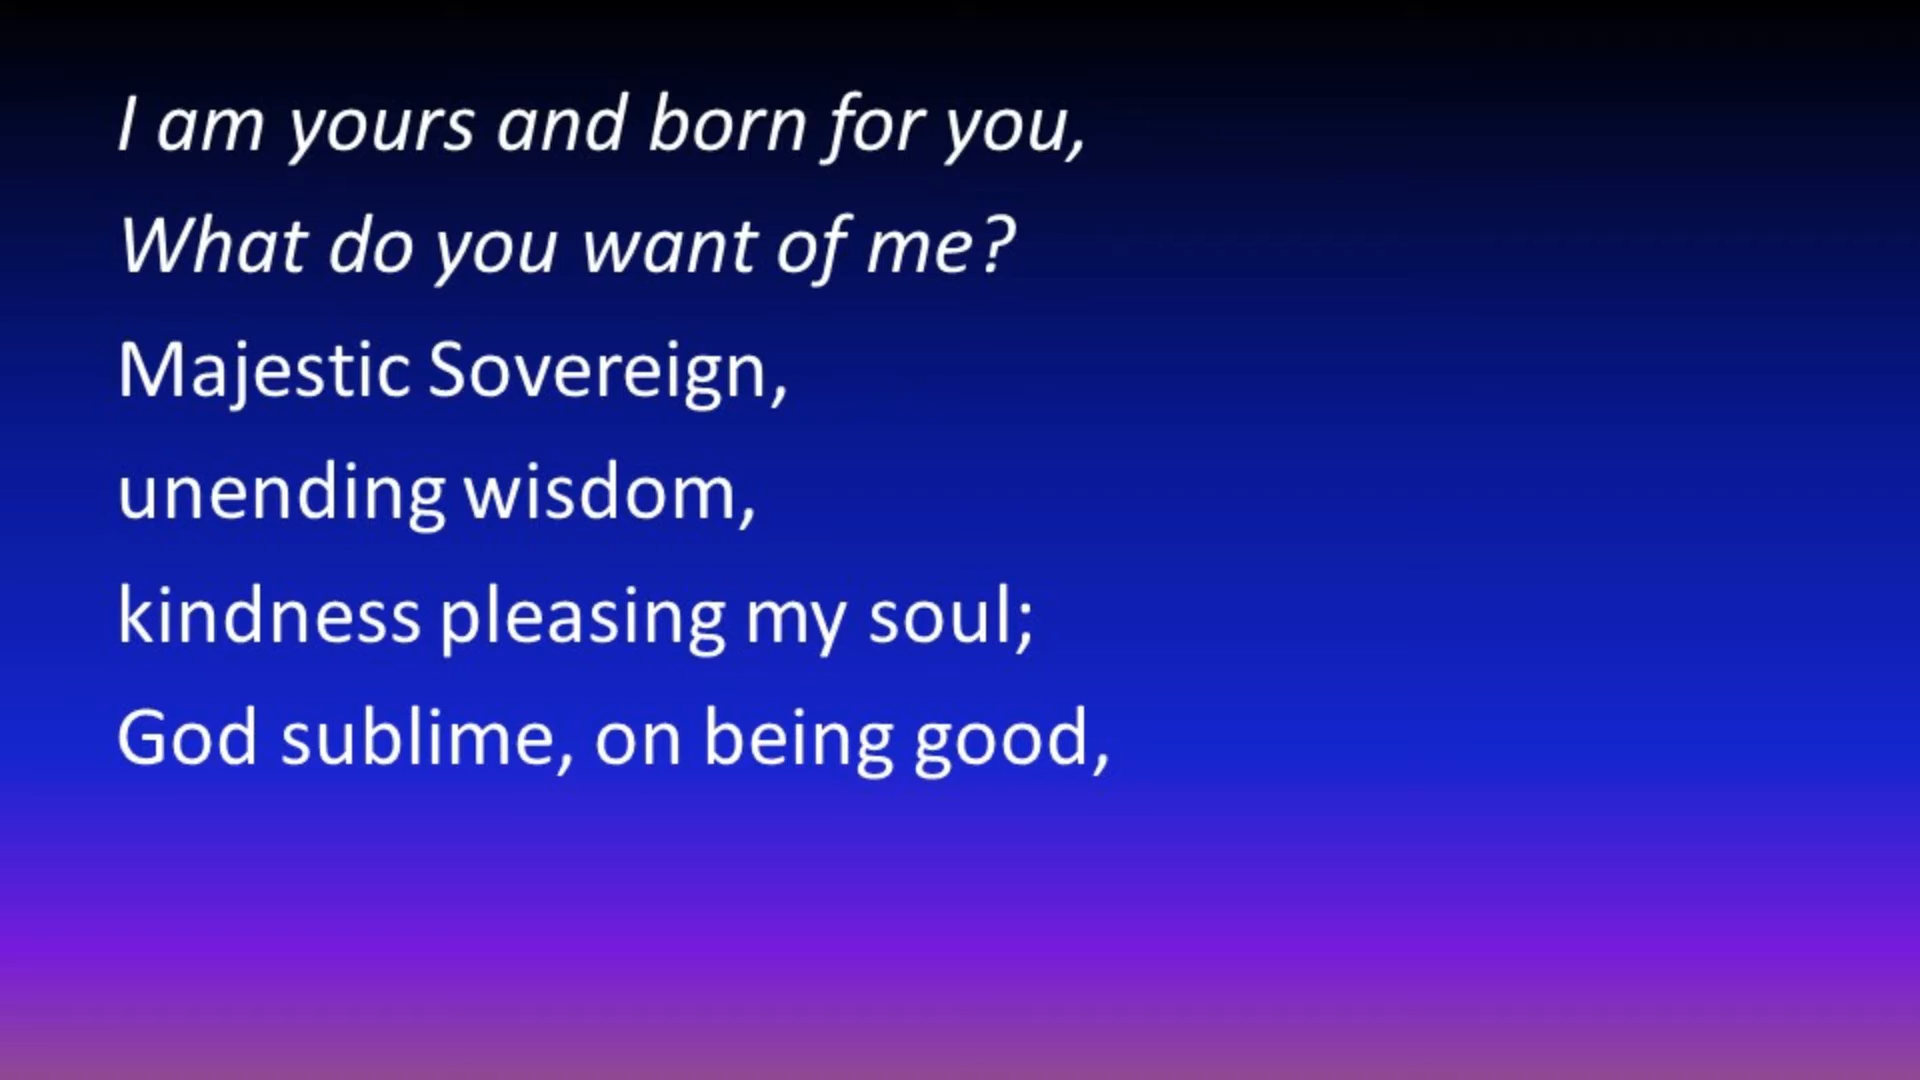 I am yours and born for you,
What do you want of me?
Majestic Sovereign,
unending wisdom,
kindness pleasing my soul;
God sublime, on being good,